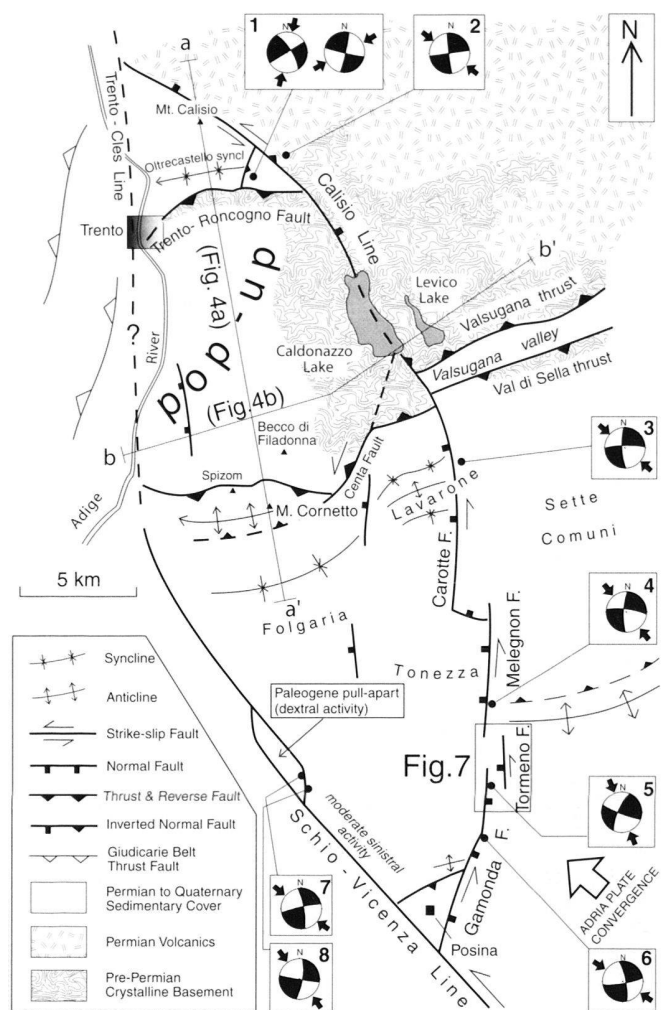 1
N
N
2
N
N
a
Trento - Cles Line
Mt. Calisio
Oltrecastello syncl
Calisio Line
Trento
Trento- Roncogno Fault
(Fig. 4a)
pop - up
b'
Levico
Lake
Valsugana thrust
?
Caldonazzo
Lake
Valsugana valley
Val di Sella thrust
River
(Fig.4b)
Becco di
Filadonna
b
3
N
Spizom
Centa Fault
Lavarone
Adige
M. Cornetto
Sette
Comuni
Carotte F.
5 km
a'
Folgaria
4
N
Melegnon F.
Tonezza
Syncline
Anticline
Strike-slip Fault
Normal Fault
Thrust & Reverse Fault
Inverted Normal Fault
Giudicarie Belt
Thrust Fault
Permian to Quaternary
Sedimentary Cover
Permian Volcanics
Pre-Permian
Crystalline Basement
Paleogene pull-apart
(dextral activity)
Fig.7
Tormeno F.
5
N
moderate sinistral
activity
Schio - Vicenza Line
Gamonda F.
ADRIA PLATE
CONVERGENCE
7
N
Posina
8
N
6
N